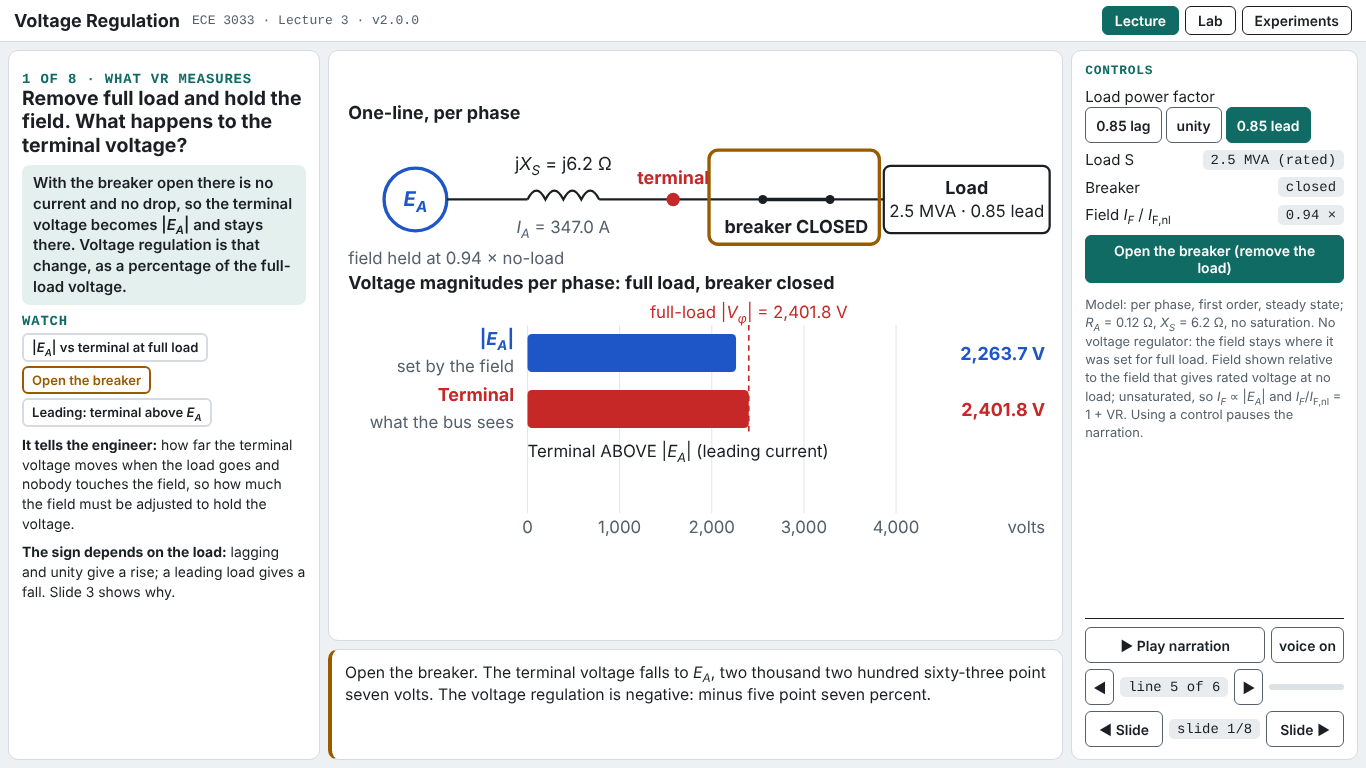 Voltage Regulation
ECE 3033 · Lecture 3 · v2.0.0
Lecture
Lab
Experiments
1 OF 8 · WHAT VR MEASURES
Remove full load and hold the
field. What happens to the
terminal voltage?
With the breaker open there is no
current and no drop, so the terminal
voltage becomes |E_A| and stays
there. Voltage regulation is that
change, as a percentage of the full-
load voltage.
WATCH
|E_A| vs terminal at full load
Open the breaker
Leading: terminal above E_A
It tells the engineer: how far the terminal
voltage moves when the load goes and
nobody touches the field, so how much
the field must be adjusted to hold the
voltage.
The sign depends on the load: lagging
and unity give a rise; a leading load gives a
fall. Slide 3 shows why.
One-line, per phase
E_A
jX_S = j6.2 Ω
I_A = 347.0 A
terminal
breaker CLOSED
Load
2.5 MVA · 0.85 lead
field held at 0.94 × no-load
Voltage magnitudes per phase: full load, breaker closed
full-load |V_φ| = 2,401.8 V
|E_A|
set by the field
2,263.7 V
Terminal
what the bus sees
2,401.8 V
Terminal ABOVE |E_A| (leading current)
0 1,000 2,000 3,000 4,000 volts
Open the breaker. The terminal voltage falls to E_A, two thousand two hundred sixty-three point
seven volts. The voltage regulation is negative: minus five point seven percent.
CONTROLS
Load power factor
0.85 lag
unity
0.85 lead
Load S 2.5 MVA (rated)
Breaker closed
Field I_F / I_F,nl 0.94 ×
Open the breaker (remove the
load)
Model: per phase, first order, steady state;
R_A = 0.12 Ω, X_S = 6.2 Ω, no saturation. No
voltage regulator: the field stays where it
was set for full load. Field shown relative
to the field that gives rated voltage at no
load; unsaturated, so I_F ∝ |E_A| and I_F/I_F,nl =
1 + VR. Using a control pauses the
narration.
▶ Play narration
voice on
◀ line 5 of 6 ▶
◀ Slide
slide 1/8
Slide ▶